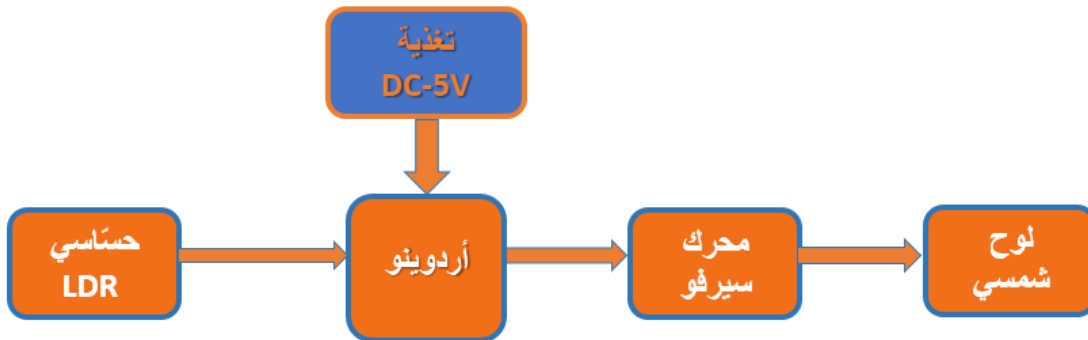 تغذية
DC-5V
حسّاسي
LDR
أردوينو
محرك
سيرفو
لوح
شمسي